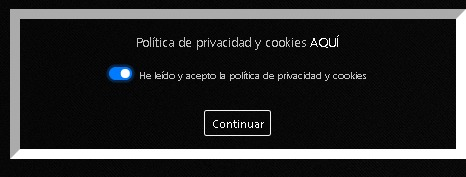 Política de privacidad y cookies AQUÍ
He leído y acepto la política de privacidad y cookies
Continuar